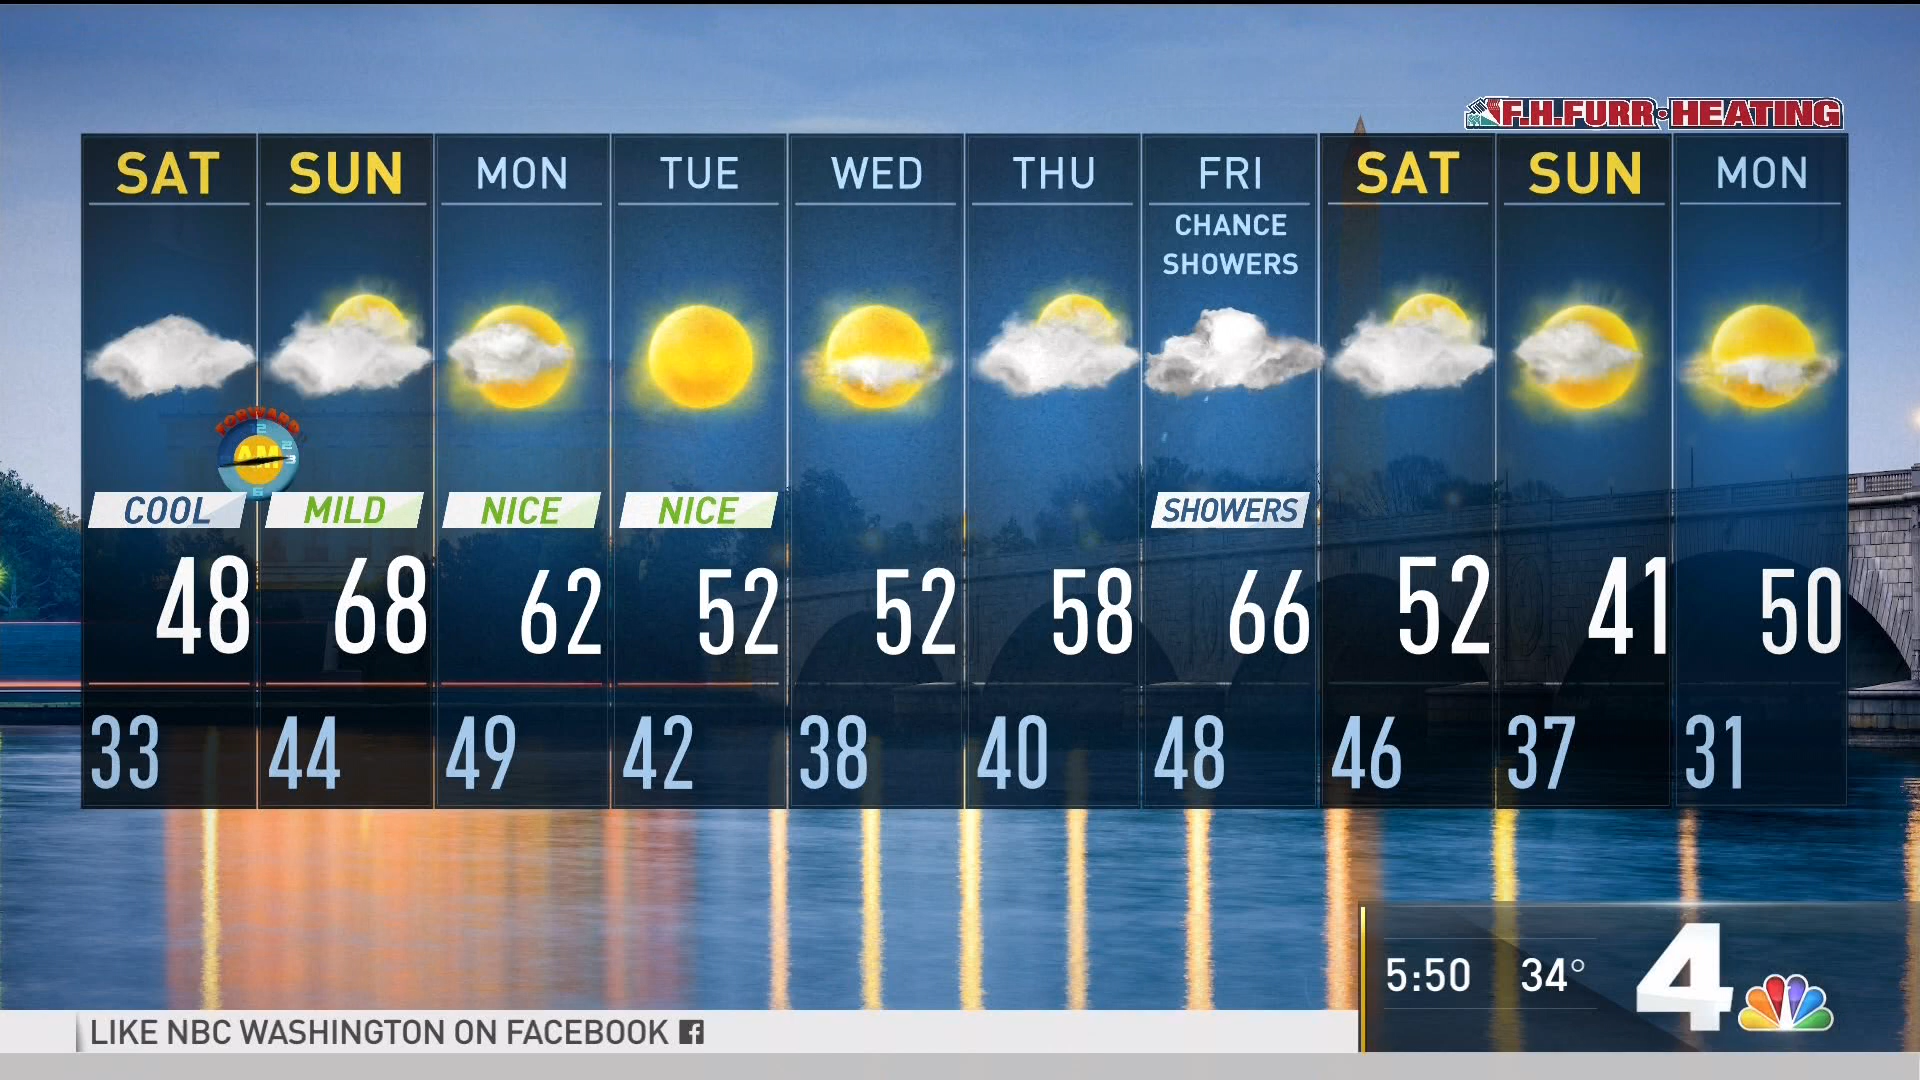 F.H.FURR·HEATING
SAT SUN MON TUE WED THU FRI SAT SUN MON
CHANCE
SHOWERS
FORWARD
AM
COOL MILD NICE NICE SHOWERS
48 68 62 52 52 58 66 52 41 50
33 44 49 42 38 40 48 46 37 31
5:50 34° 4
LIKE NBC WASHINGTON ON FACEBOOK